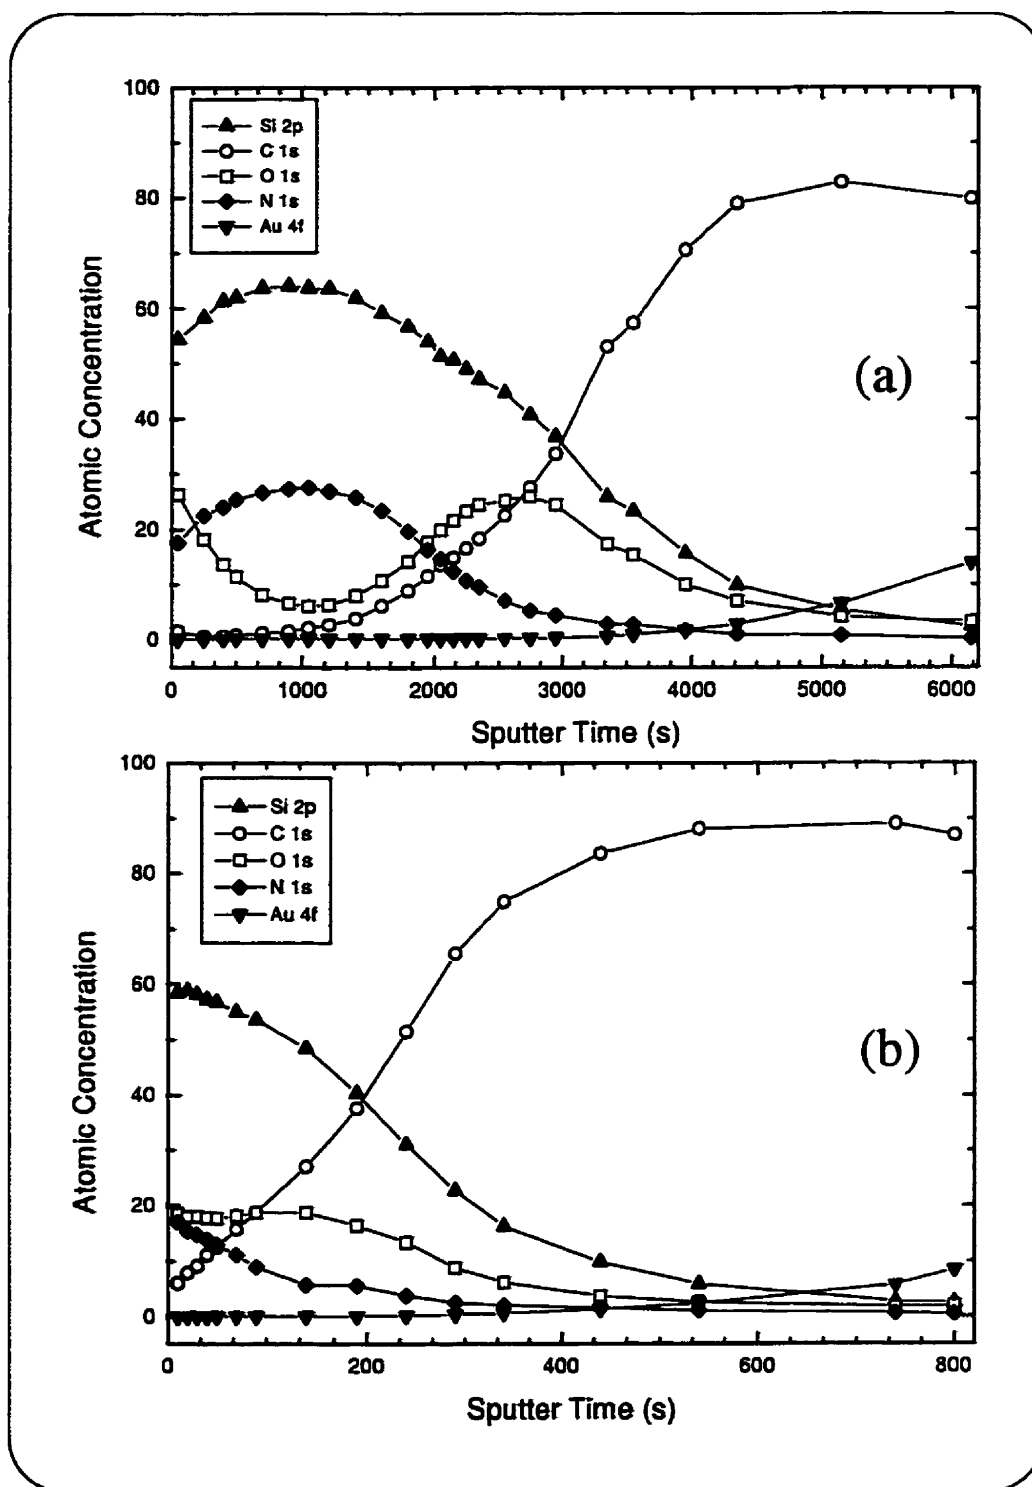 100
80
60
40
20
0
Atomic Concentration
Si 2p
C 1s
O 1s
N 1s
Au 4f
(a)
0 1000 2000 3000 4000 5000 6000
Sputter Time (s)
100
80
60
40
20
0
Atomic Concentration
Si 2p
C 1s
O 1s
N 1s
Au 4f
(b)
0 200 400 600 800
Sputter Time (s)